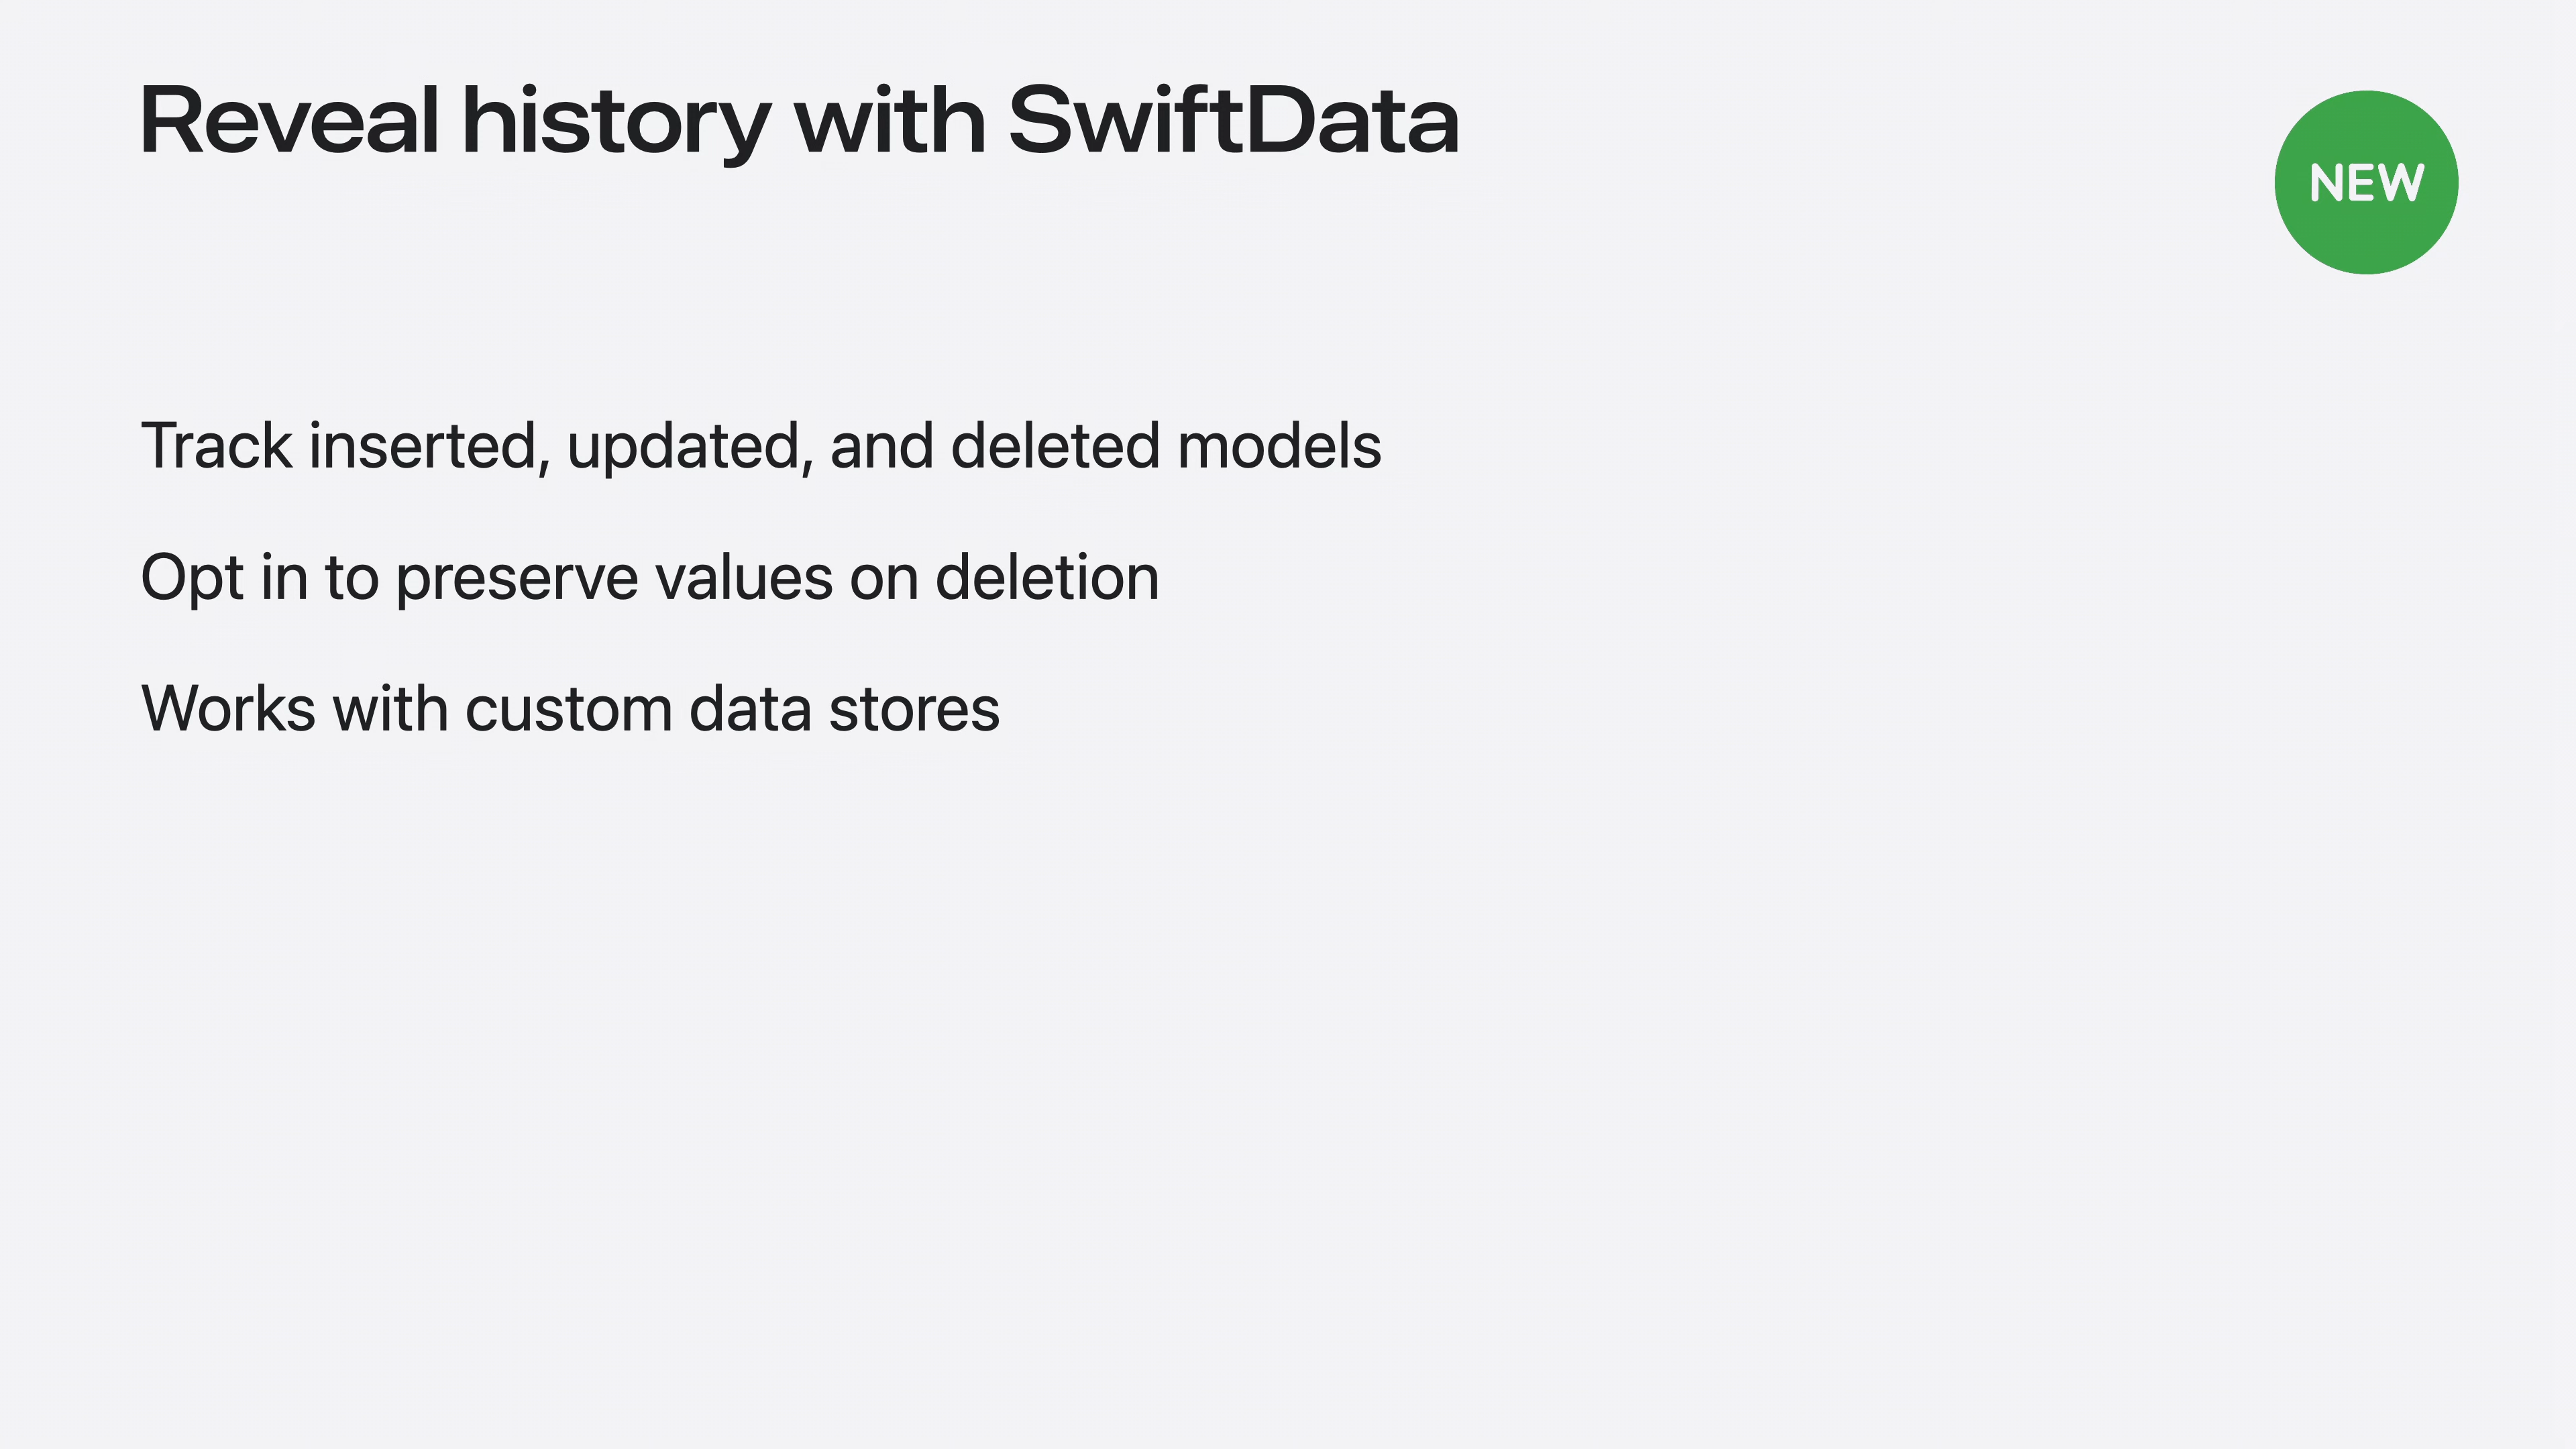 Reveal history with SwiftData
NEW
Track inserted, updated, and deleted models
Opt in to preserve values on deletion
Works with custom data stores